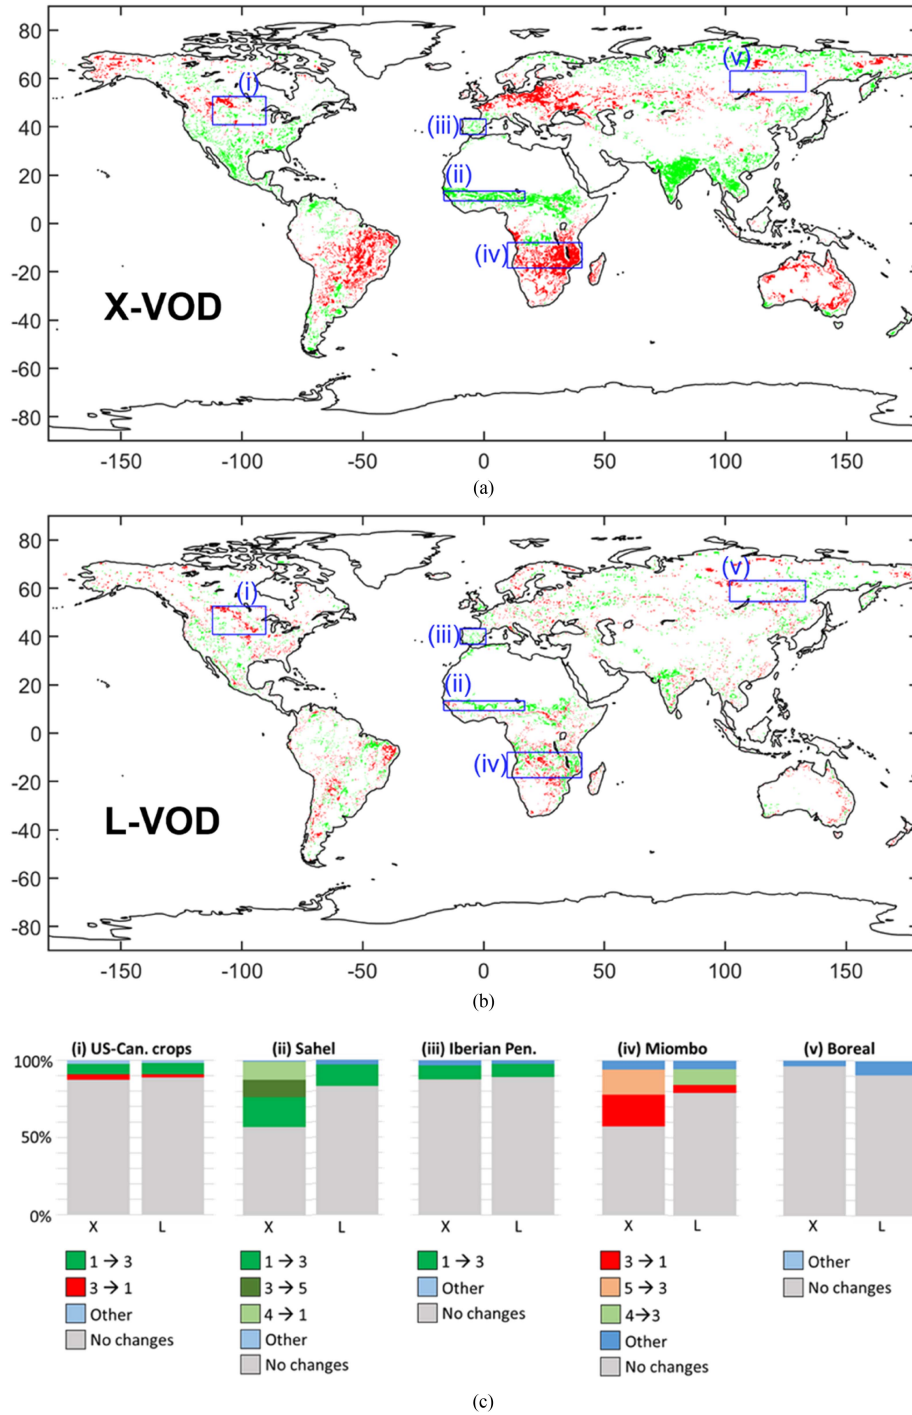 80
60
40
20
0
-20
-40
-60
-80
(i)
(ii)
(iii)
(iv)
(v)
X-VOD
-150 -100 -50 0 50 100 150
(a)
80
60
40
20
0
-20
-40
-60
-80
(i)
(ii)
(iii)
(iv)
(v)
L-VOD
-150 -100 -50 0 50 100 150
(b)
(i) US-Can. crops (ii) Sahel (iii) Iberian Pen. (iv) Miombo (v) Boreal
100%
50%
0%
X L X L X L X L X L
1 → 3
3 → 1
Other
No changes
1 → 3
3 → 5
4 → 1
Other
No changes
1 → 3
Other
No changes
3 → 1
5 → 3
4→3
Other
No changes
Other
No changes
(c)